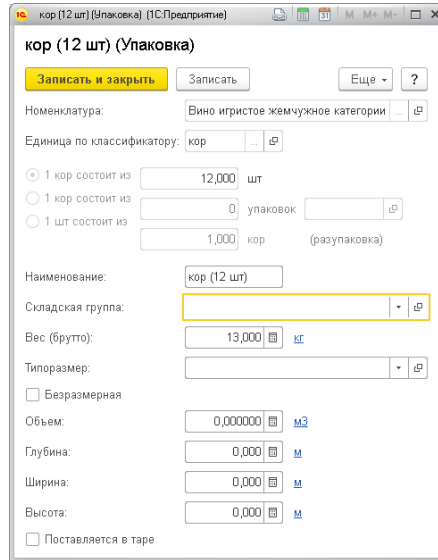 кор (12 шт) (Упаковка) (1С:Предприятие) M M+ M-
кор (12 шт) (Упаковка)
Записать и закрыть Записать Еще ?
Номенклатура: Вино игристое жемчужное категории ...
Единица по классификатору: кор ...
1 кор состоит из 12,000 шт
1 кор состоит из 0 упаковок
1 шт состоит из 1,000 кор (разупаковка)
Наименование: кор (12 шт)
Складская группа:
Вес (брутто): 13,000 кг
Типоразмер:
Безразмерная
Объем: 0,000000 м3
Глубина: 0,000 м
Ширина: 0,000 м
Высота: 0,000 м
Поставляется в таре